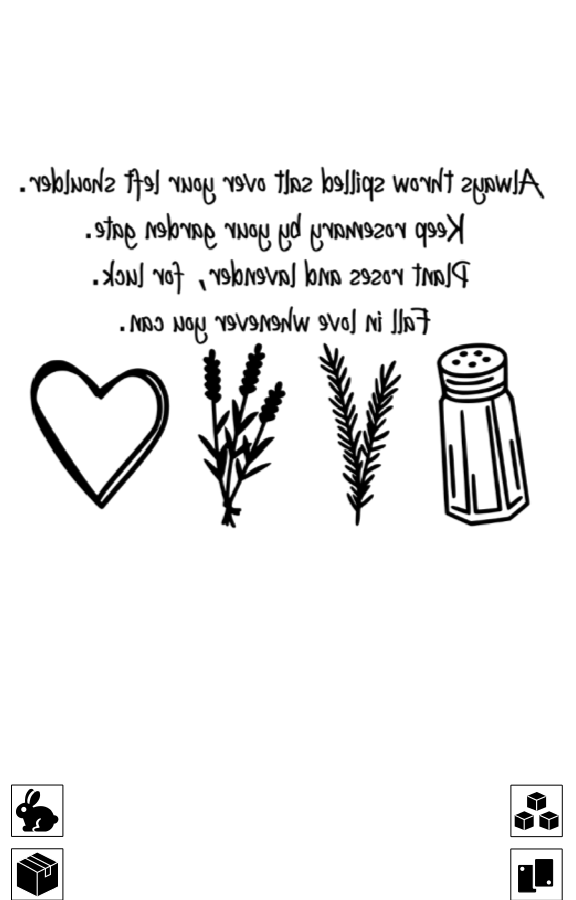 Always throw spilled salt over your left shoulder.
Keep rosemary by your garden gate.
Plant roses and lavender, for luck.
Fall in love whenever you can.